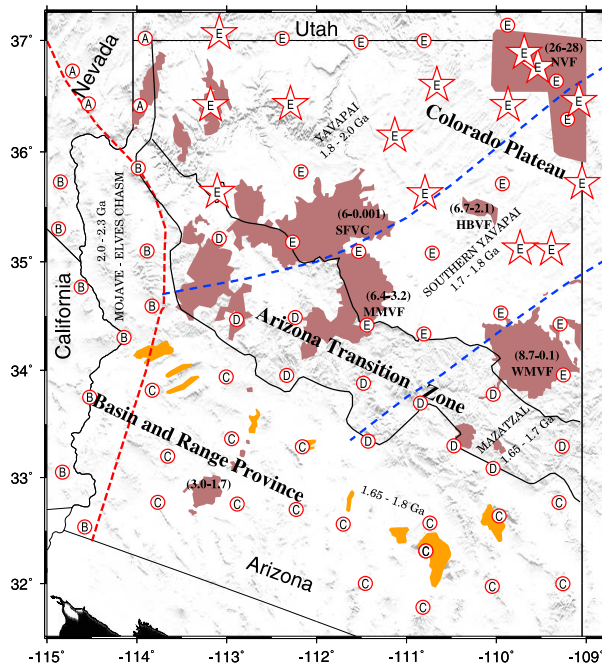 37°
36°
35°
34°
33°
32°
-115
-114
-113
-112
-111
-110
-109
Utah
Nevada
California
Arizona
Colorado Plateau
Arizona Transition Zone
Basin and Range Province
YAVAPAI
1.8 - 2.0 Ga
2.0 - 2.3 Ga
MOJAVE - ELVES CHASM
SOUTHERN YAVAPAI
1.7 - 1.8 Ga
MAZATZAL
1.65 - 1.7 Ga
1.65 - 1.8 Ga
(26-28)
NVF
(6-0.001)
SFVC
(6.7-2.1)
HBVF
(6.4-3.2)
MMVF
(8.7-0.1)
WMVF
(3.0-1.7)
A E E E E E
A E E E
A A E E E E E
E E
B B E E E E
B D E E E E E
B B
B B D D E E E E
D D D E
B C C D D
C C D D D
B C D
C C C C C C C
B
B C C C
C